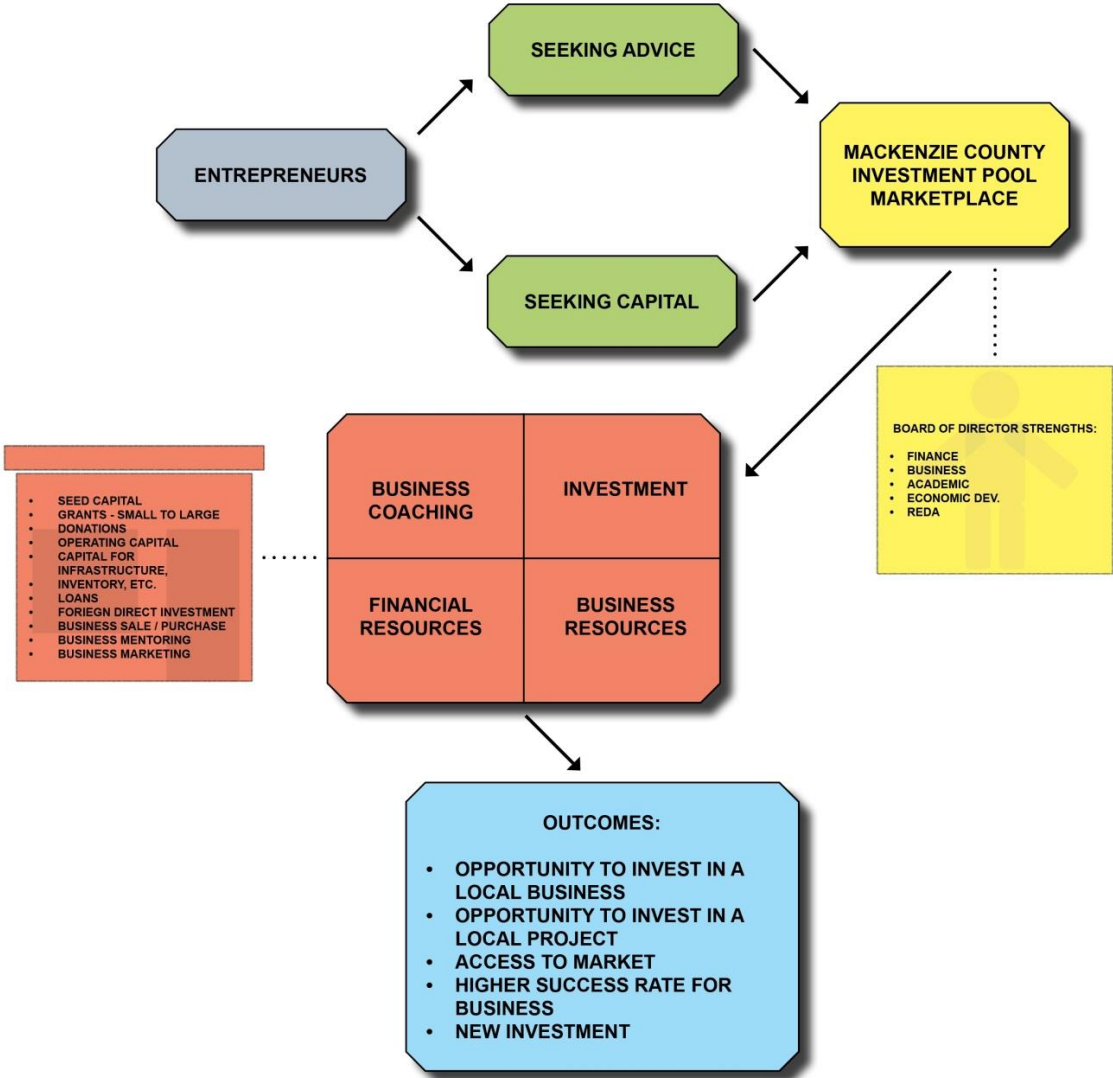 SEEKING ADVICE
ENTREPRENEURS
MACKENZIE COUNTY
INVESTMENT POOL
MARKETPLACE
SEEKING CAPITAL
BOARD OF DIRECTOR STRENGTHS:
• FINANCE
• BUSINESS
• ACADEMIC
• ECONOMIC DEV.
• REDA
BUSINESS
COACHING
INVESTMENT
FINANCIAL
RESOURCES
BUSINESS
RESOURCES
• SEED CAPITAL
• GRANTS - SMALL TO LARGE
• DONATIONS
• OPERATING CAPITAL
• CAPITAL FOR
INFRASTRUCTURE,
• INVENTORY, ETC.
• LOANS
• FORIEGN DIRECT INVESTMENT
• BUSINESS SALE / PURCHASE
• BUSINESS MENTORING
• BUSINESS MARKETING
OUTCOMES:
• OPPORTUNITY TO INVEST IN A
LOCAL BUSINESS
• OPPORTUNITY TO INVEST IN A
LOCAL PROJECT
• ACCESS TO MARKET
• HIGHER SUCCESS RATE FOR
BUSINESS
• NEW INVESTMENT